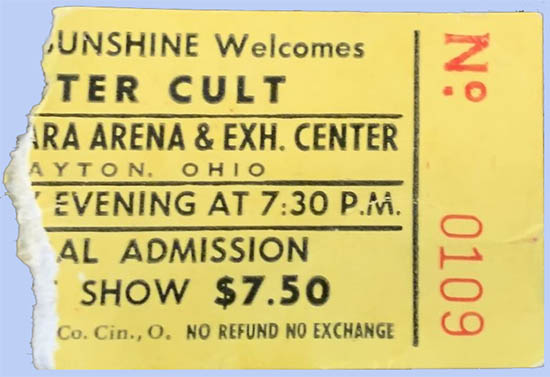 SUNSHINE Welcomes
TER CULT
ARA ARENA & EXH. CENTER
AYTON, OHIO
EVENING AT 7:30 P.M.
AL ADMISSION
SHOW $7.50
Co. Cin., O. NO REFUND NO EXCHANGE
No: 0109